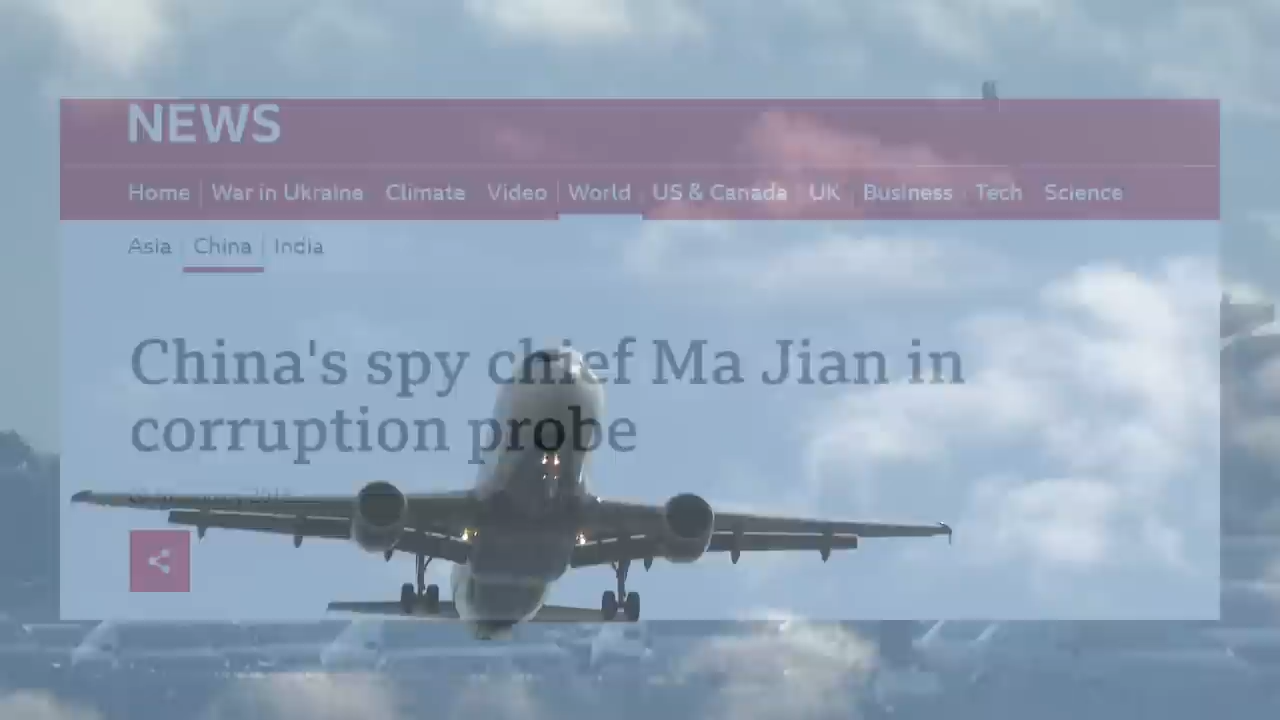 NEWS
Home War in Ukraine Climate Video World US & Canada UK Business Tech Science
Asia China India
China's spy chief Ma Jian in
corruption probe